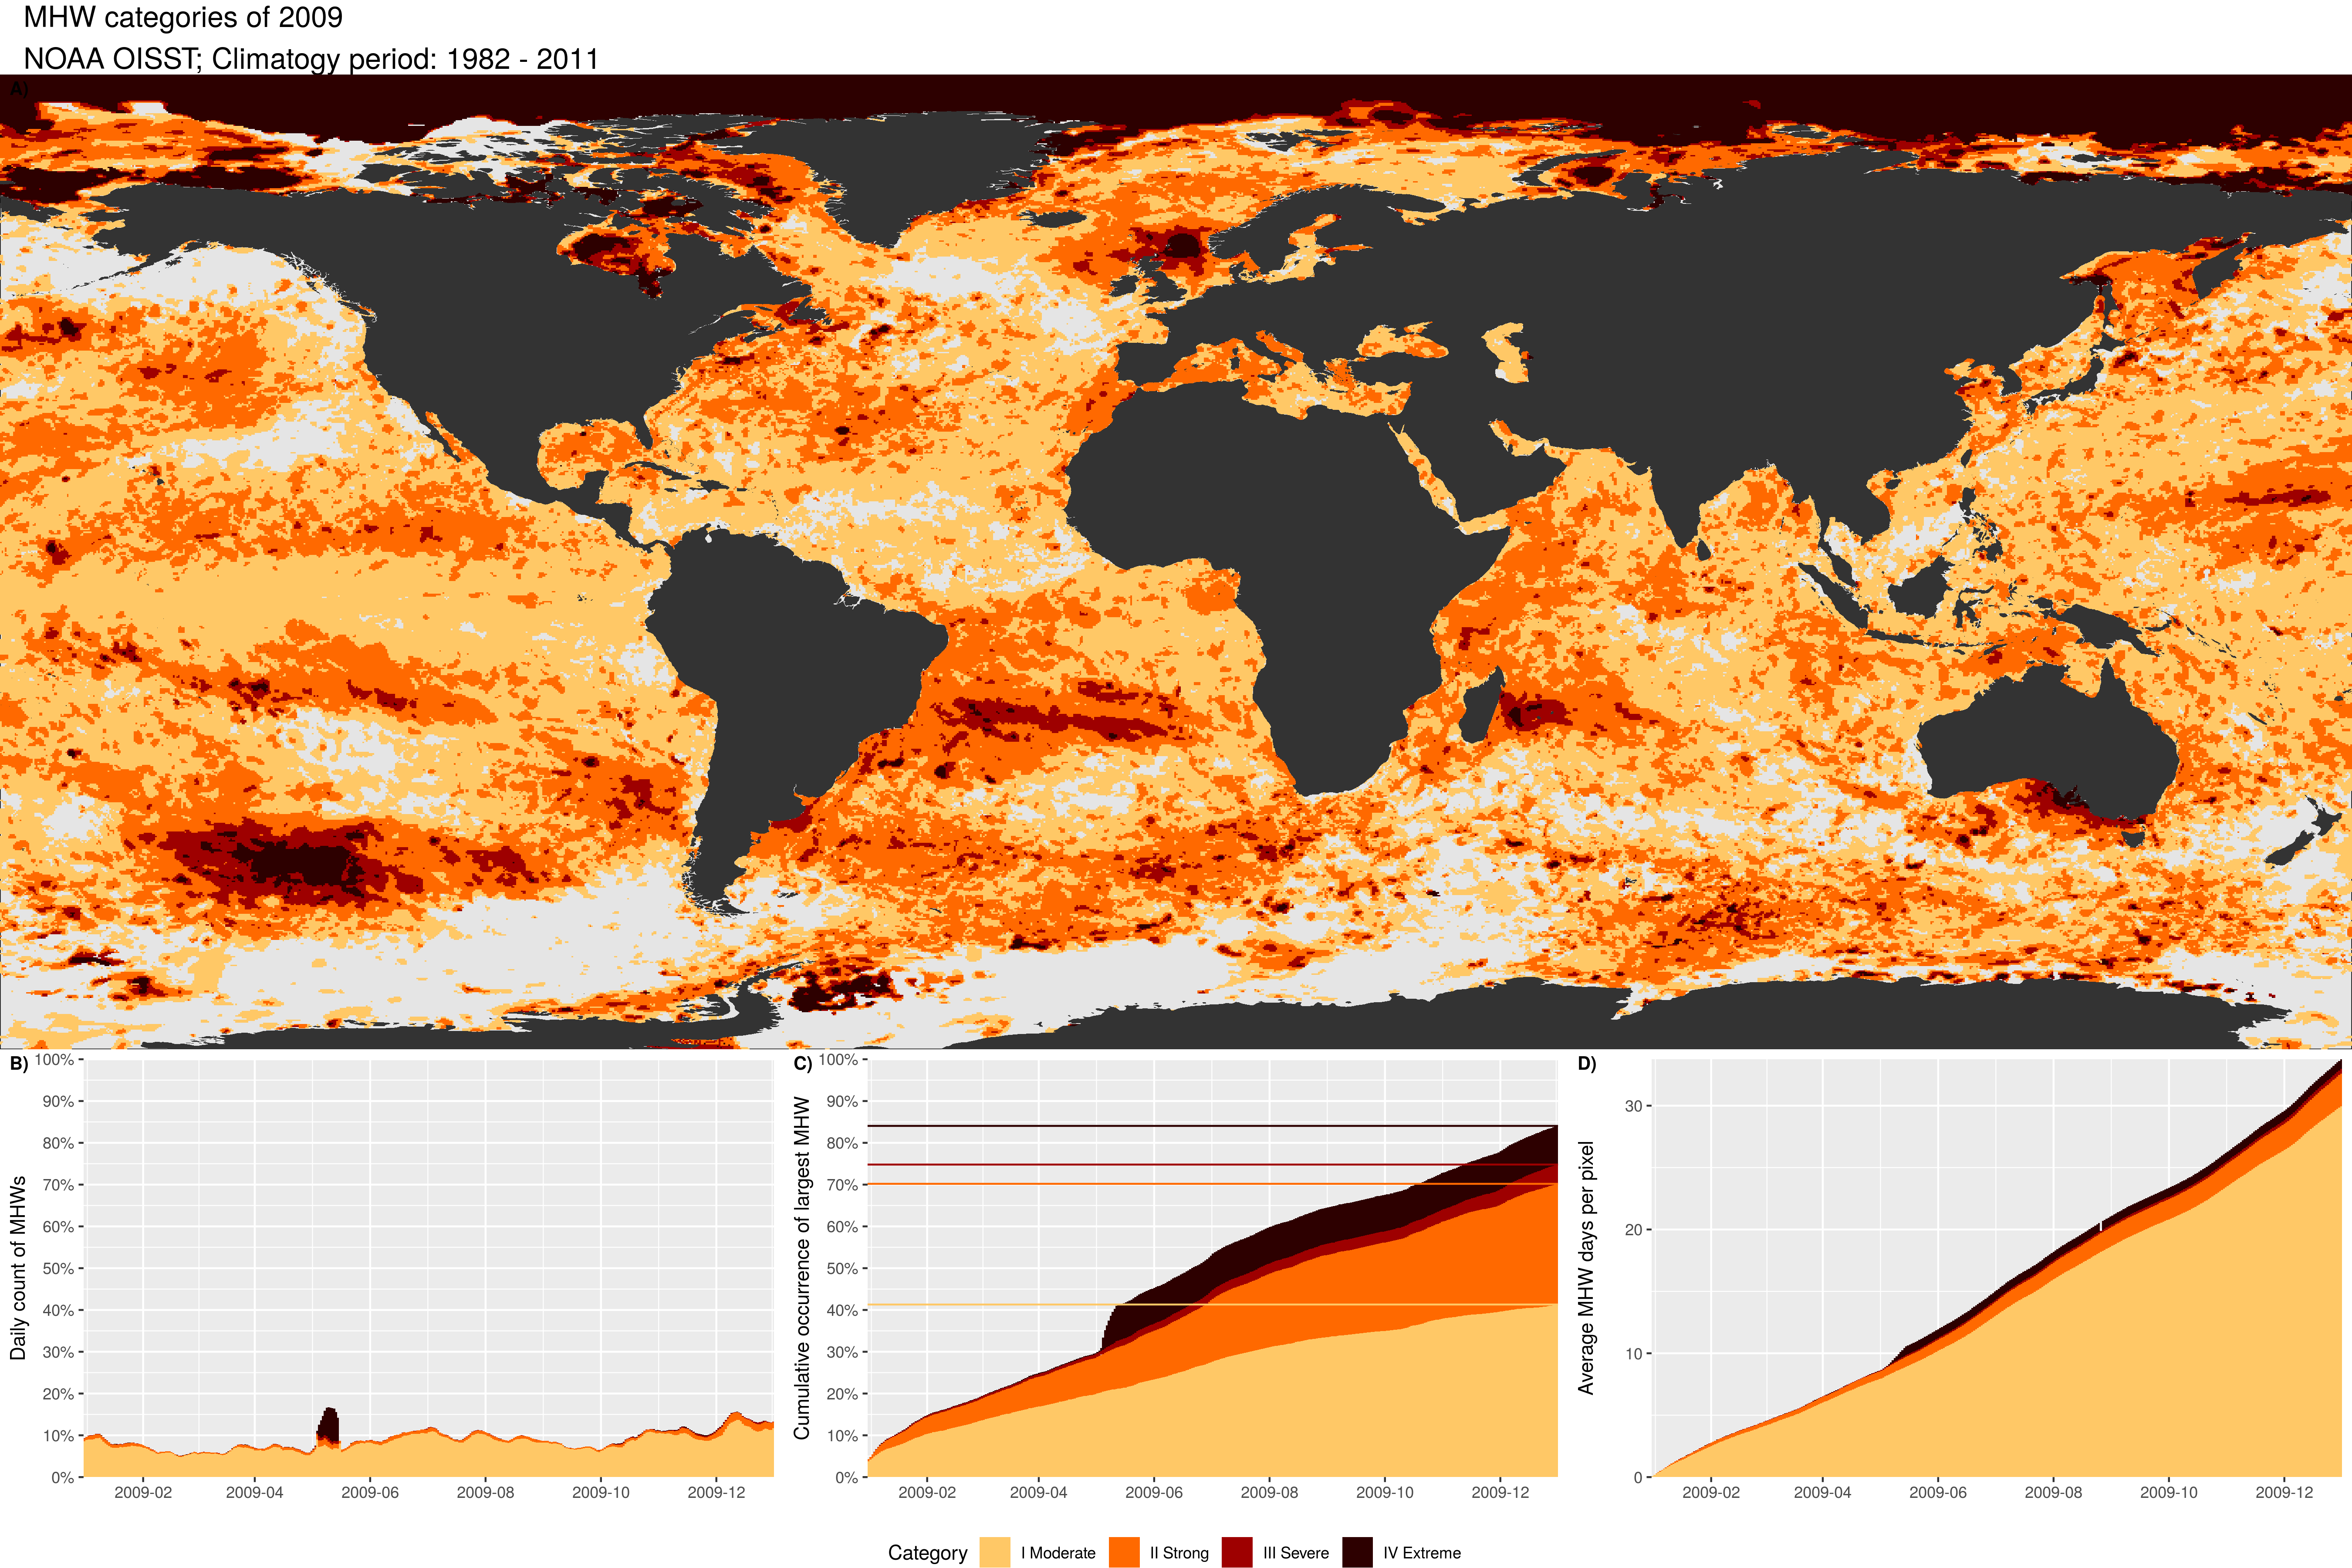 MHW categories of 2009
NOAA OISST; Climatogy period: 1982 - 2011
A)
B)
100%
90%
80%
70%
60%
50%
40%
30%
20%
10%
0%
Daily count of MHWs
2009-02 2009-04 2009-06 2009-08 2009-10 2009-12
C)
100%
90%
80%
70%
60%
50%
40%
30%
20%
10%
0%
Cumulative occurrence of largest MHW
2009-02 2009-04 2009-06 2009-08 2009-10 2009-12
D)
30
20
10
0
Average MHW days per pixel
2009-02 2009-04 2009-06 2009-08 2009-10 2009-12
Category I Moderate II Strong III Severe IV Extreme